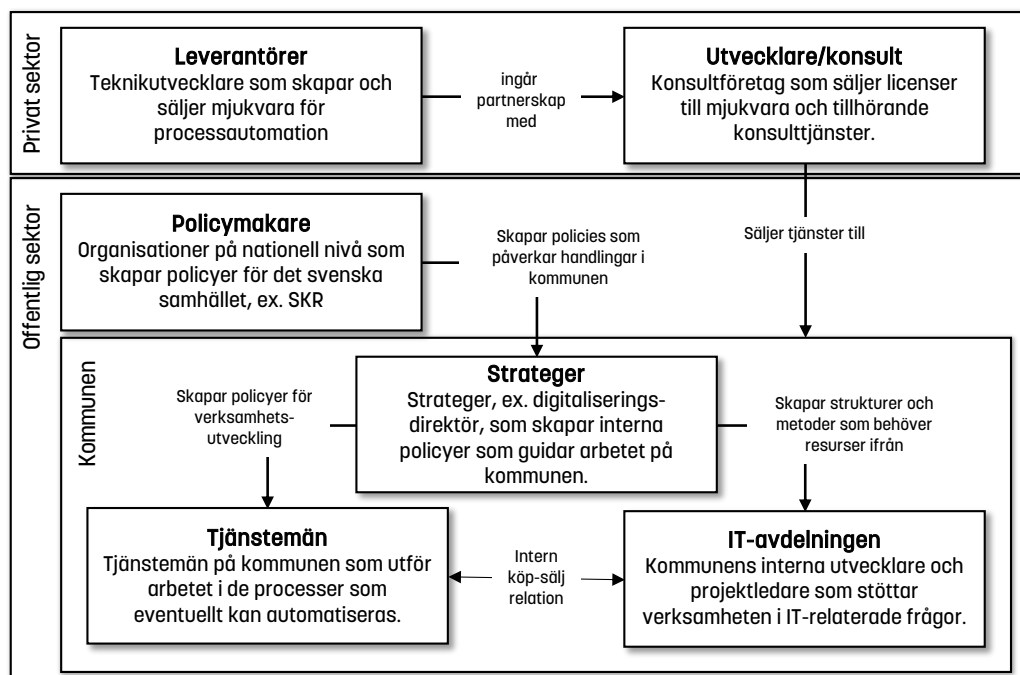 Privat sektor
Leverantörer
Teknikutvecklare som skapar och
säljer mjukvara för
processautomation
ingår
partnerskap
med
Utvecklare/konsult
Konsultföretag som säljer licenser
till mjukvara och tillhörande
konsulttjänster.
Offentlig sektor
Policymakare
Organisationer på nationell nivå som
skapar policyer för det svenska
samhället, ex. SKR
Skapar policies som
påverkar handlingar i
kommunen
Säljer tjänster till
Kommunen
Skapar policyer för
verksamhets-
utveckling
Strateger
Strateger, ex. digitaliserings-
direktör, som skapar interna
policyer som guidar arbetet på
kommunen.
Skapar strukturer och
metoder som behöver
resurser ifrån
Tjänstemän
Tjänstemän på kommunen som utför
arbetet i de processer som
eventuellt kan automatiseras.
Intern
köp-sälj
relation
IT-avdelningen
Kommunens interna utvecklare och
projektledare som stöttar
verksamheten i IT-relaterade frågor.